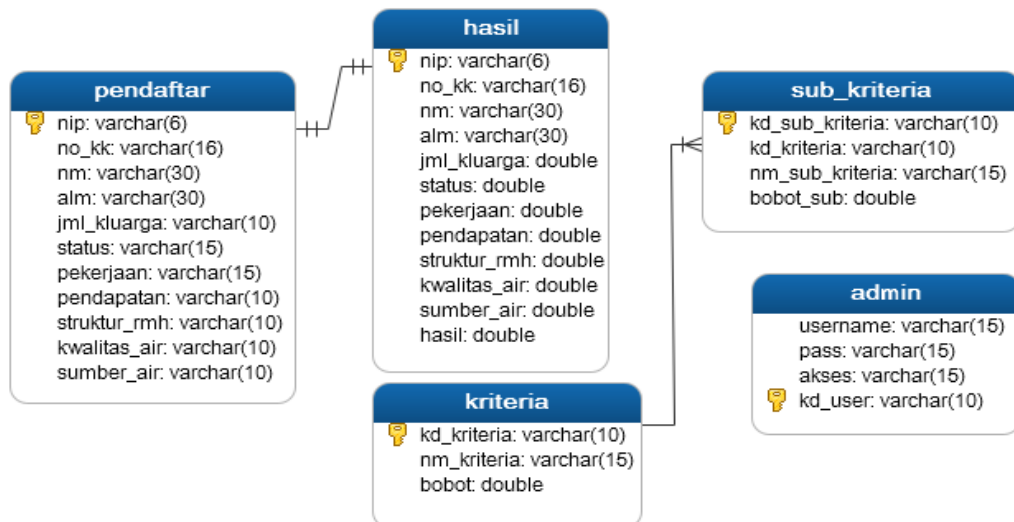 pendaftar
nip: varchar(6)
no_kk: varchar(16)
nm: varchar(30)
alm: varchar(30)
jml_kluarga: varchar(10)
status: varchar(15)
pekerjaan: varchar(15)
pendapatan: varchar(10)
struktur_rmh: varchar(10)
kwalitas_air: varchar(10)
sumber_air: varchar(10)
hasil
nip: varchar(6)
no_kk: varchar(16)
nm: varchar(30)
alm: varchar(30)
jml_kluarga: double
status: double
pekerjaan: double
pendapatan: double
struktur_rmh: double
kwalitas_air: double
sumber_air: double
hasil: double
kriteria
kd_kriteria: varchar(10)
nm_kriteria: varchar(15)
bobot: double
sub_kriteria
kd_sub_kriteria: varchar(10)
kd_kriteria: varchar(10)
nm_sub_kriteria: varchar(15)
bobot_sub: double
admin
username: varchar(15)
pass: varchar(15)
akses: varchar(15)
kd_user: varchar(10)